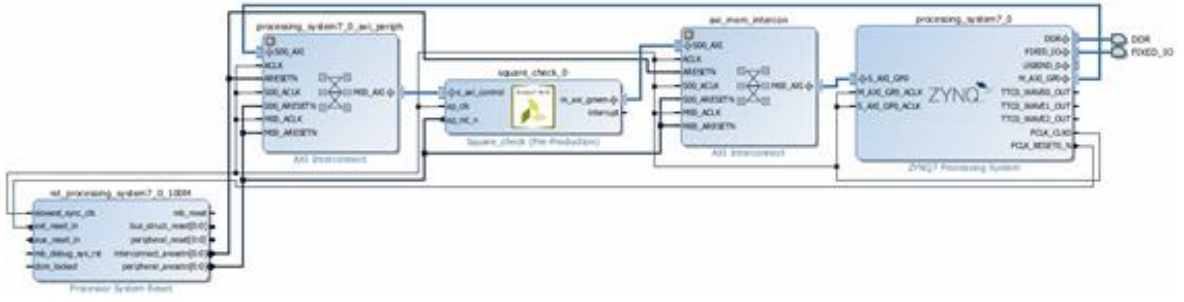 processing_system7_0_axi_periph
S00_AXI
ACLK
ARESETN
S00_ACLK
S00_ARESETN
M00_ACLK
M00_ARESETN
M00_AXI
AXI Interconnect
square_check_0
s_axi_control
ap_clk
ap_rst_n
m_axi_gmem
interrupt
Square_check (Pre-Production)
axi_mem_intercon
S00_AXI
ACLK
ARESETN
S00_ACLK
S00_ARESETN
M00_ACLK
M00_ARESETN
M00_AXI
AXI Interconnect
processing_system7_0
S_AXI_GP0
M_AXI_GP0_ACLK
S_AXI_GP0_ACLK
ZYNQ
DDR
FIXED_IO
USBIND_0
M_AXI_GP0
TTC0_WAVE0_OUT
TTC0_WAVE1_OUT
TTC0_WAVE2_OUT
FCLK_CLK0
FCLK_RESET0_N
ZYNQ7 Processing System
DDR
FIXED_IO
rst_processing_system7_0_100M
slowest_sync_clk
ext_reset_in
aux_reset_in
mb_debug_sys_rst
dcm_locked
mb_reset
bus_struct_reset[0:0]
peripheral_reset[0:0]
interconnect_aresetn[0:0]
peripheral_aresetn[0:0]
Processor System Reset